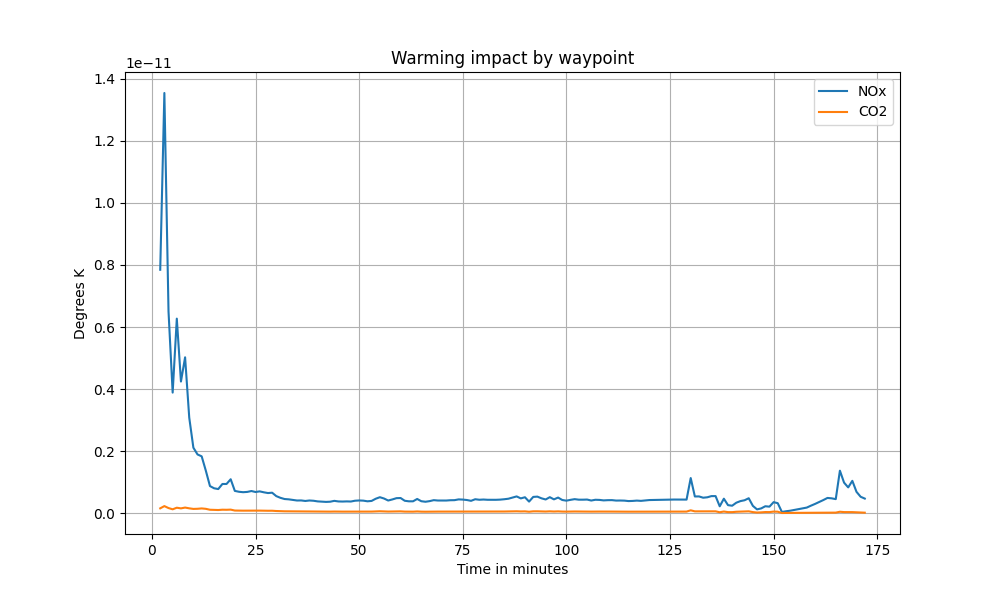 Warming impact by waypoint
1e−11
1.4
1.2
1.0
0.8
0.6
0.4
0.2
0.0
Degrees K
NOx
CO2
0 25 50 75 100 125 150 175
Time in minutes